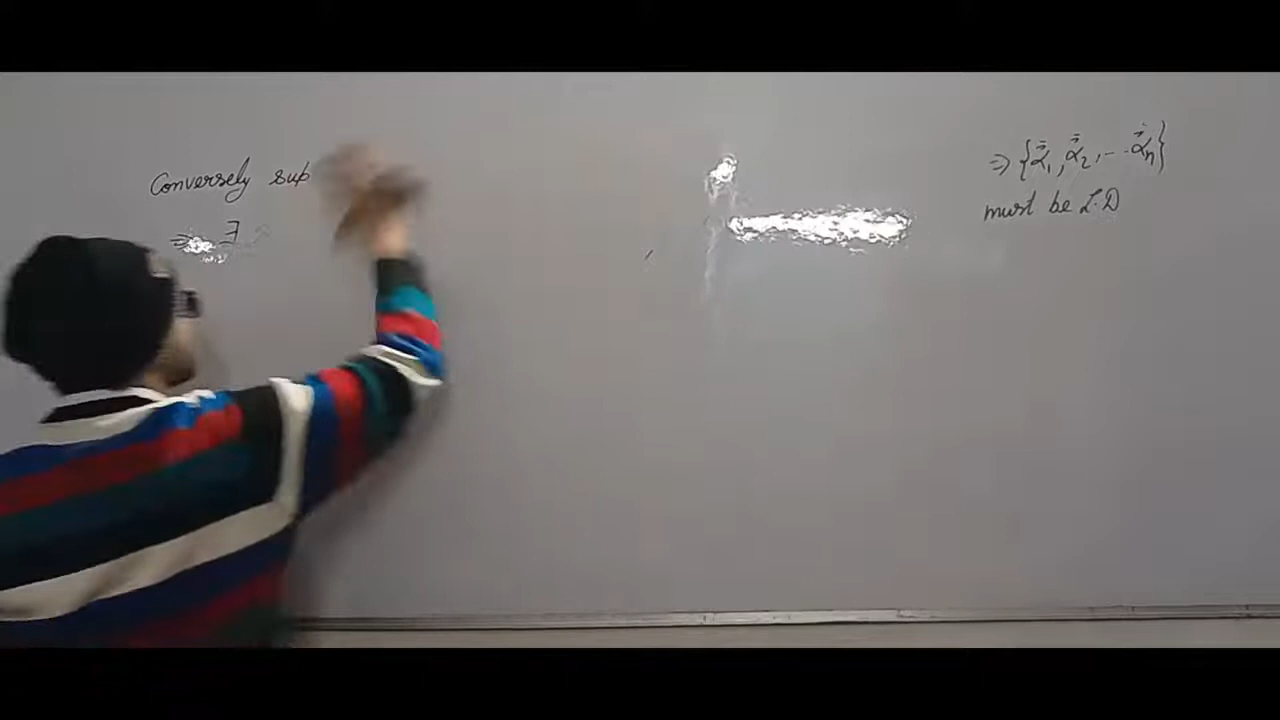 Conversely sup
⇒ ∃
⇒ {α⃗₁, α⃗₂, --- α⃗ₙ}
must be L.D